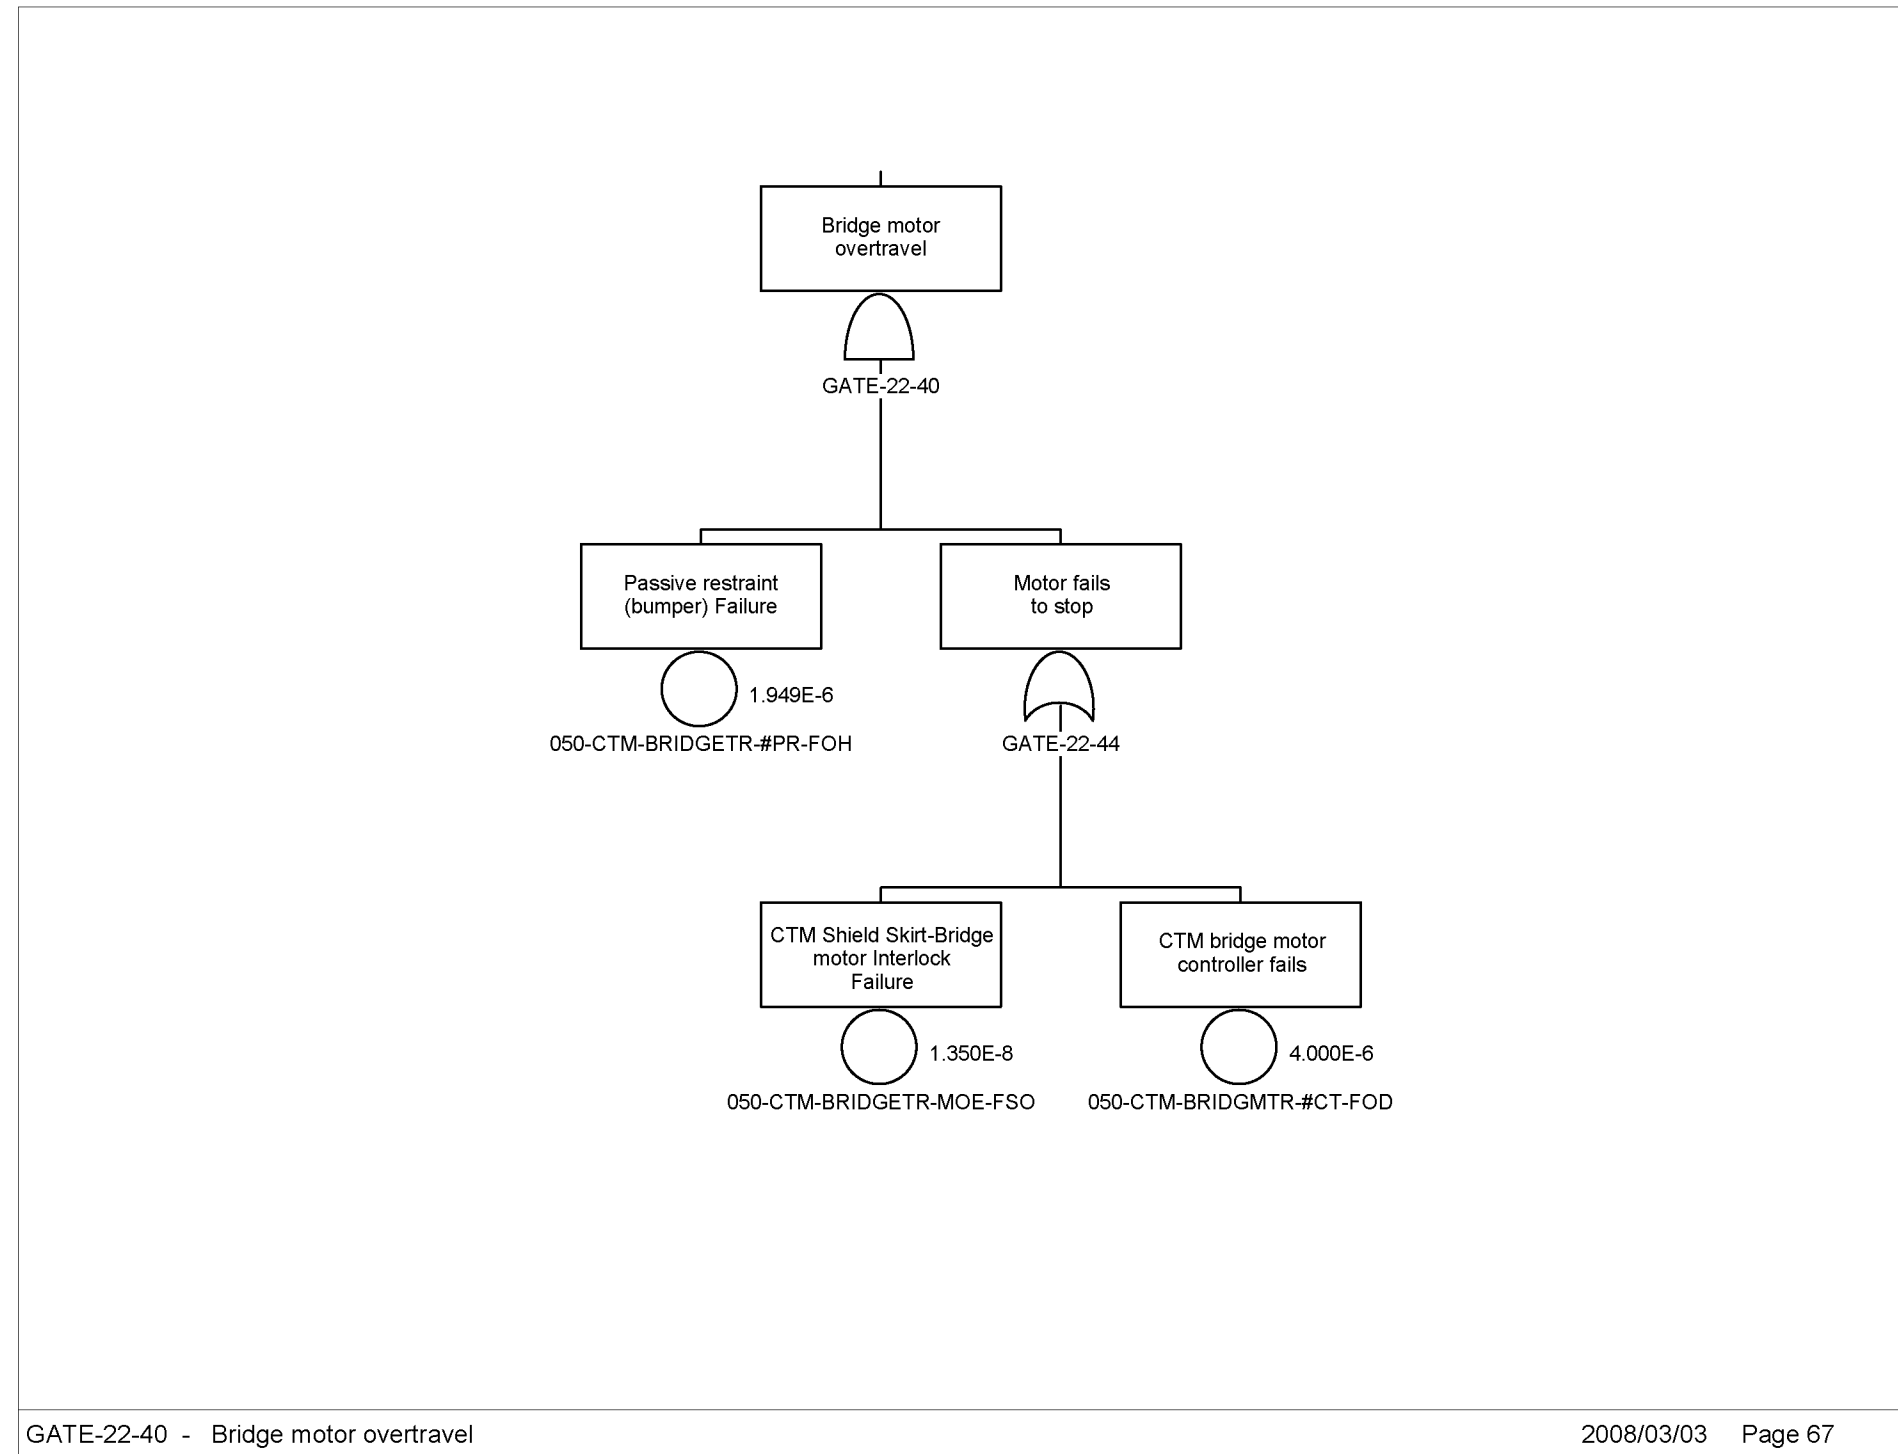 Bridge motor
overtravel
GATE-22-40
Passive restraint
(bumper) Failure
1.949E-6
050-CTM-BRIDGETR-#PR-FOH
Motor fails
to stop
GATE-22-44
CTM Shield Skirt-Bridge
motor Interlock
Failure
1.350E-8
050-CTM-BRIDGETR-MOE-FSO
CTM bridge motor
controller fails
4.000E-6
050-CTM-BRIDGMTR-#CT-FOD
GATE-22-40 - Bridge motor overtravel
2008/03/03 Page 67